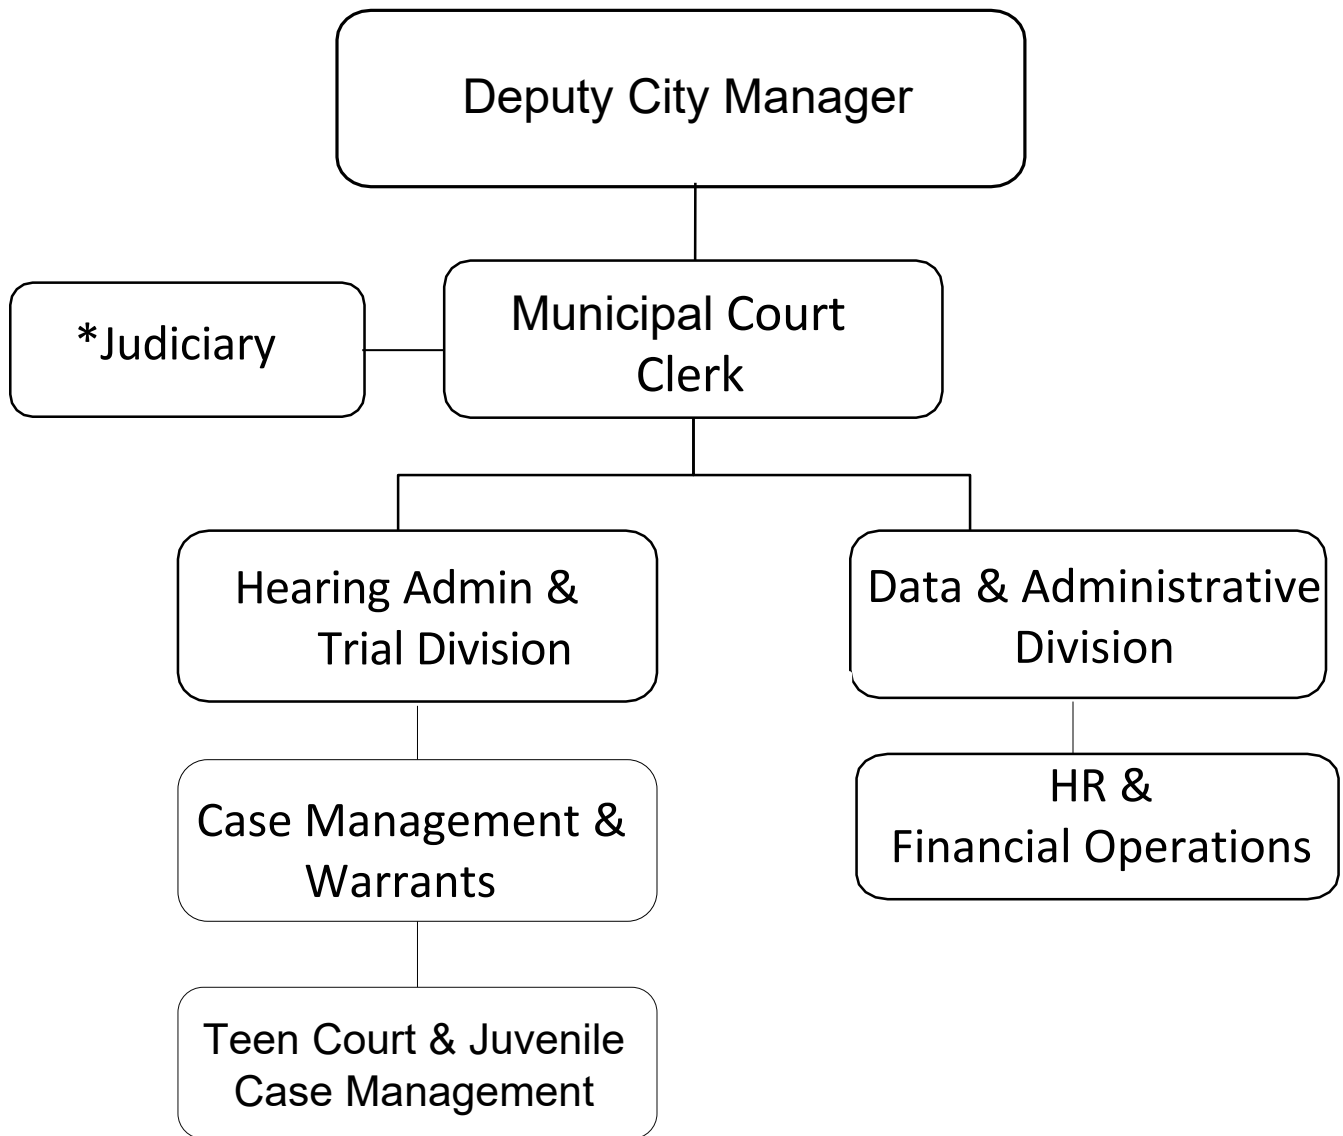 Deputy City Manager
*Judiciary
Municipal Court
Clerk
Hearing Admin &
Trial Division
Data & Administrative
Division
Case Management &
Warrants
HR &
Financial Operations
Teen Court & Juvenile
Case Management